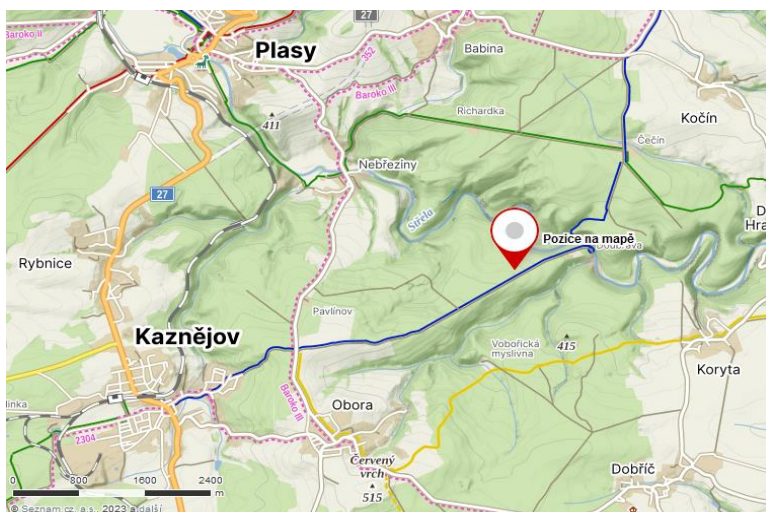 27
Baroko II
Plasy
352
Babina
Baroko III
Richardka
Kočín
411
Čečín
Nebřeziny
27
Střela
Pozice na mapě
Rybnice
Pavlínov
Kaznějov
Vobořická
myslivna
415
Koryta
Baroko III
Obora
2304
Červený
vrch
515
Dobříč
0 800 1600 2400
m
© Seznam.cz, a.s., 2023 a další